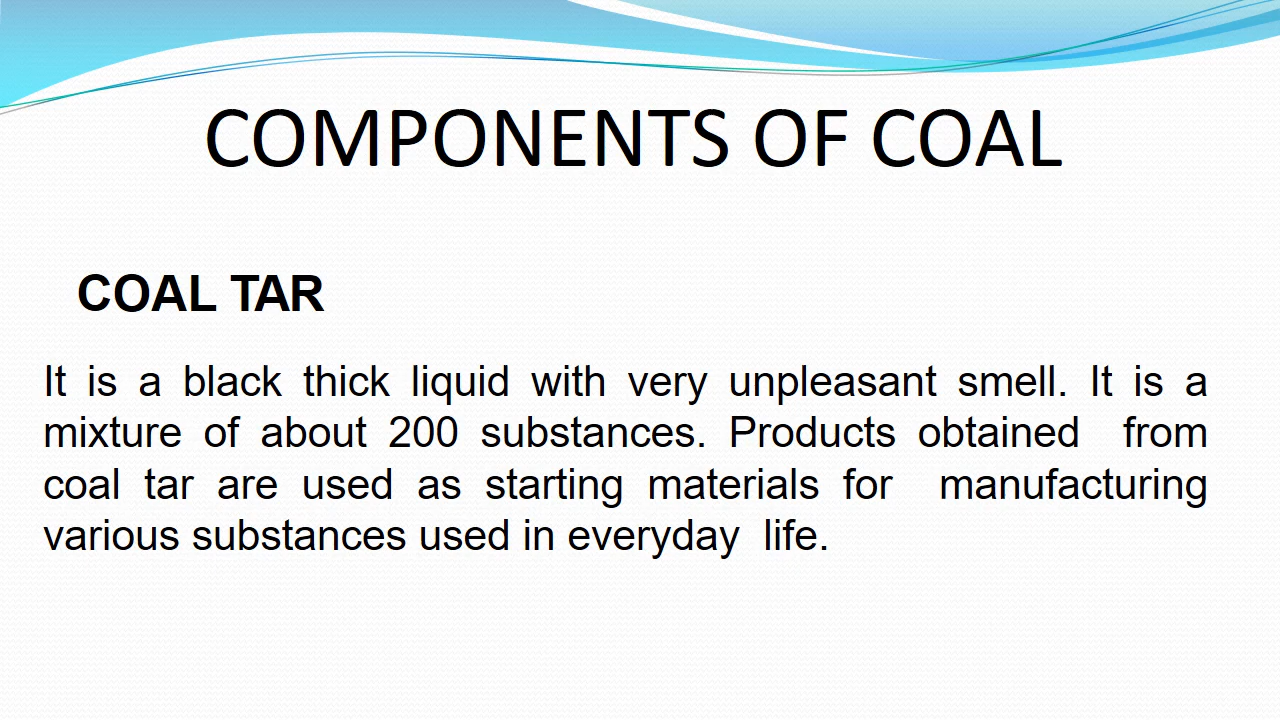 COMPONENTS OF COAL
COAL TAR
It is a black thick liquid with very unpleasant smell. It is a
mixture of about 200 substances. Products obtained from
coal tar are used as starting materials for manufacturing
various substances used in everyday life.